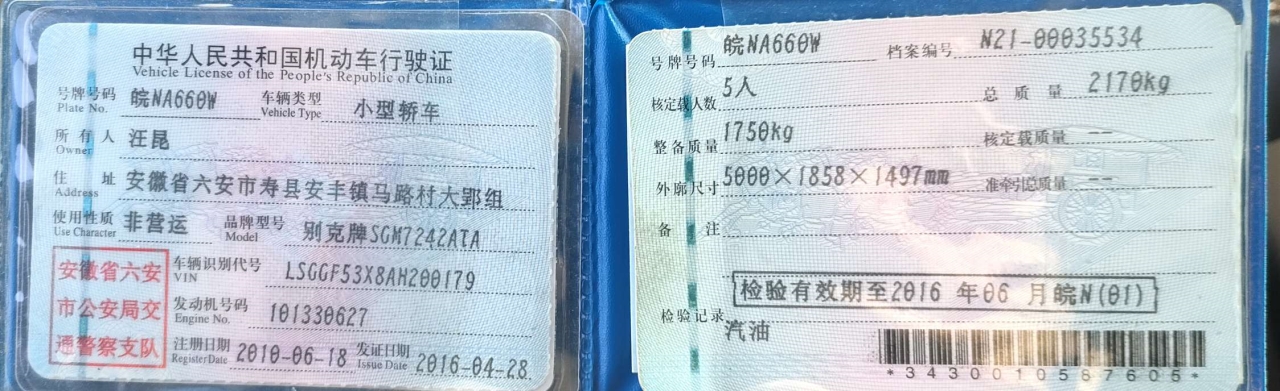 中华人民共和国机动车行驶证
Vehicle License of the People's Republic of China
号牌号码 Plate No. 皖NA660W 车辆类型 Vehicle Type 小型轿车
所有人 Owner 汪昆
住址 Address 安徽省六安市寿县安丰镇马路村大郢组
使用性质 Use Character 非营运 品牌型号 Model 别克牌SGM7242ATA
车辆识别代号 VIN LSGGF53X8AH200179
发动机号码 Engine No. 101330627
注册日期 Register Date 2010-06-18 发证日期 Issue Date 2016-04-28
安徽省六安
市公安局交
通警察支队
号牌号码 皖NA660W 档案编号 N21-00035534
核定载人数 5人 总质量 2170kg
整备质量 1750kg 核定载质量 --
外廓尺寸 5000×1858×1497mm 准牵引总质量 --
备注
检验有效期至2016 年06 月皖N(01)
检验记录
汽油
*3430010587605*